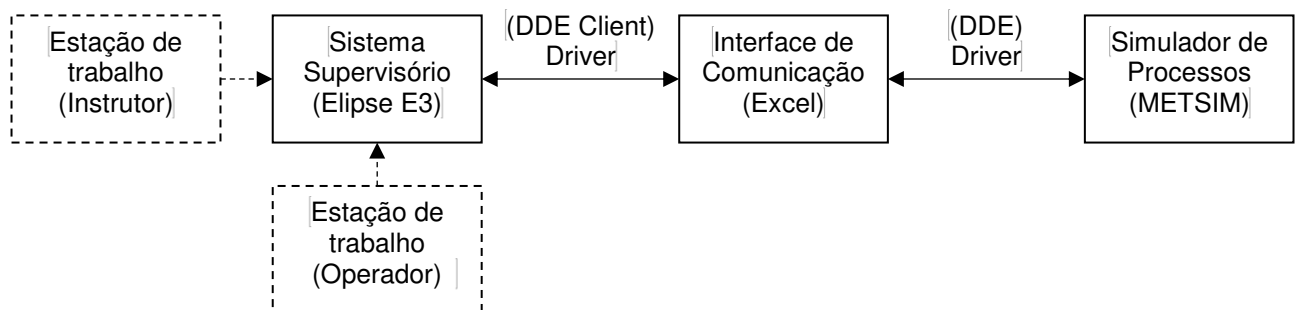 Estação de
trabalho
(Instrutor)
Sistema
Supervisório
(Elipse E3)
(DDE Client)
Driver
Interface de
Comunicação
(Excel)
(DDE)
Driver
Simulador de
Processos
(METSIM)
Estação de
trabalho
(Operador)